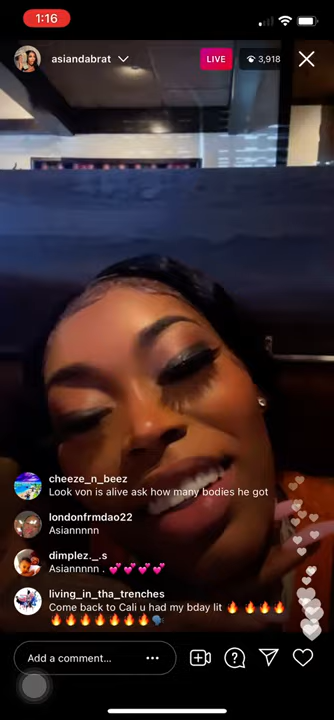 1:16
asiandabrat
LIVE
3,918
cheeze_n_beez
Look von is alive ask how many bodies he got
londonfrmdao22
Asiannnnn
dimplez._.s
Asiannnnn . 💕💕💕💕
living_in_tha_trenches
Come back to Cali u had my bday lit 🔥🔥🔥🔥
🔥🔥🔥🔥🔥🔥🔥🗣
Add a comment...